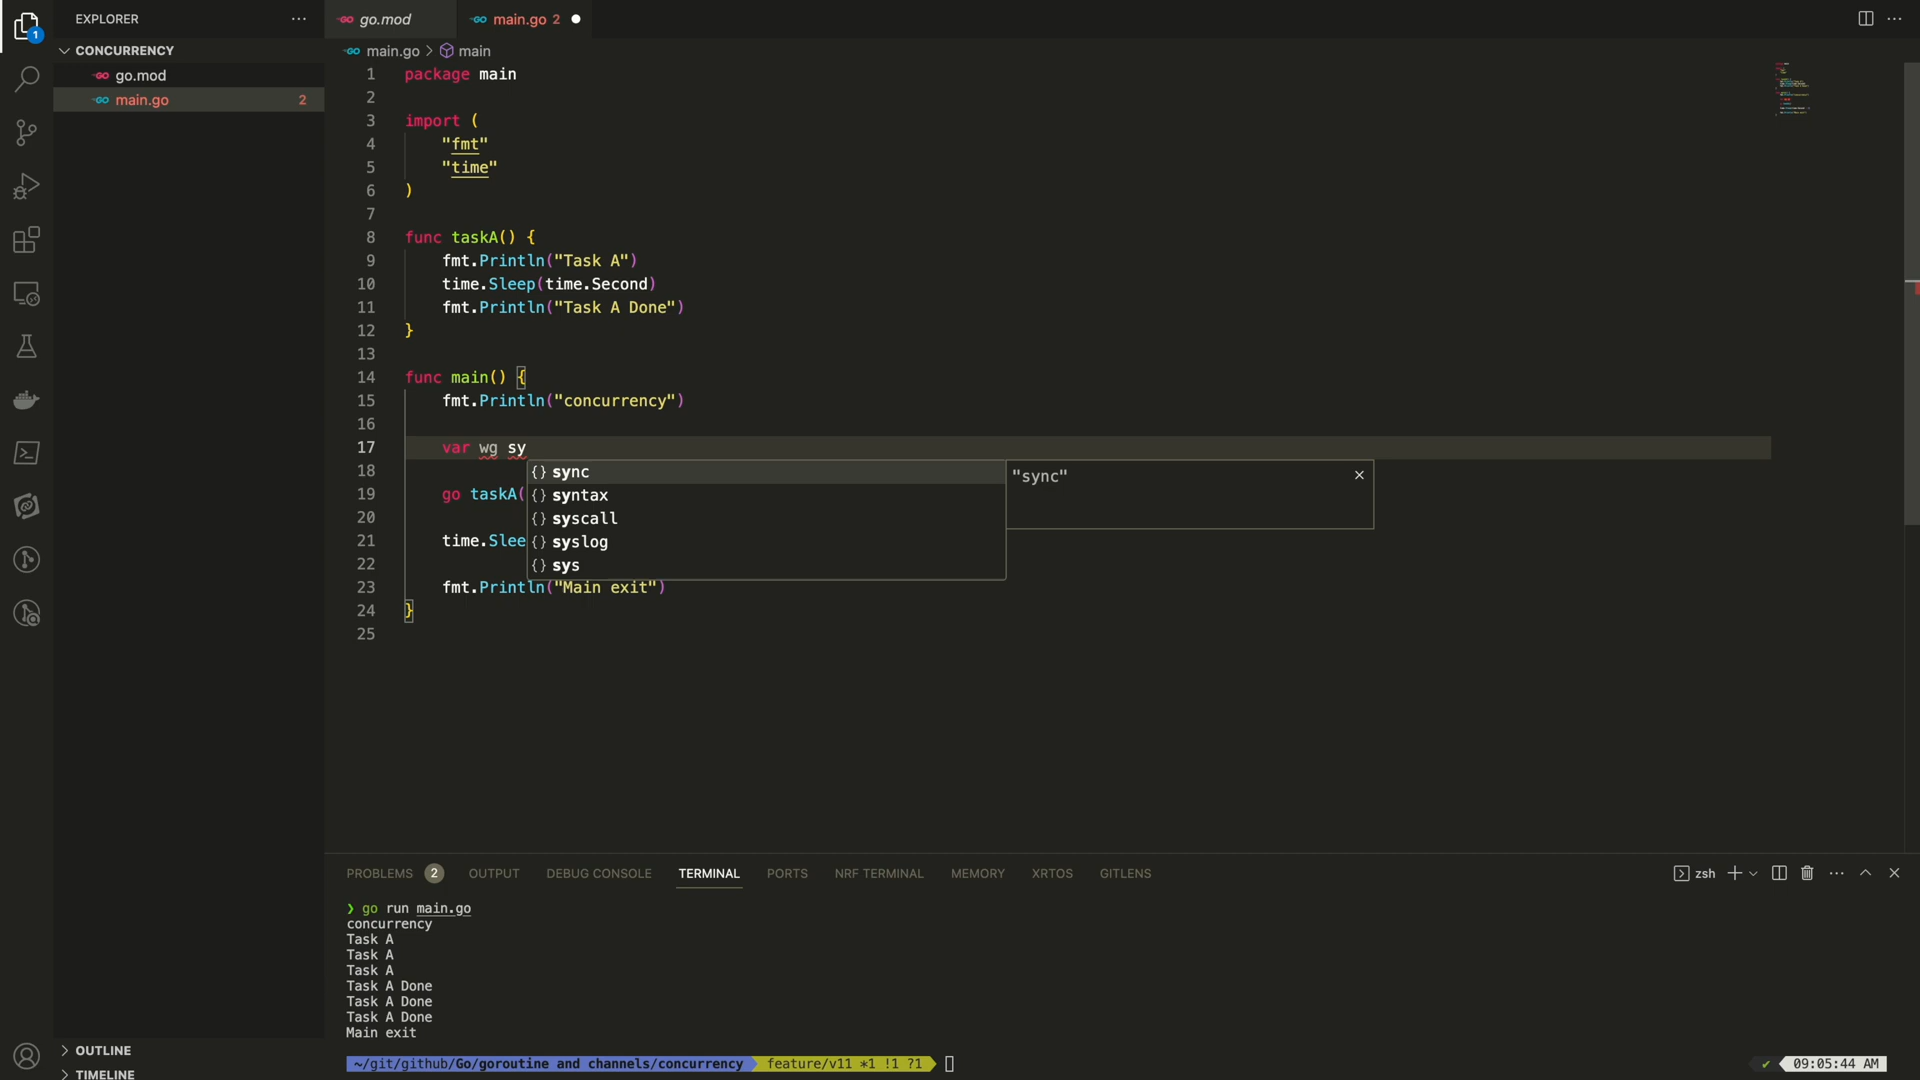 EXPLORER
CONCURRENCY
go.mod
main.go 2
1
OUTLINE
TIMELINE
go.mod
main.go 2
main.go > main
1 package main
2
3 import (
4 "fmt"
5 "time"
6 )
7
8 func taskA() {
9 fmt.Println("Task A")
10 time.Sleep(time.Second)
11 fmt.Println("Task A Done")
12 }
13
14 func main() {
15 fmt.Println("concurrency")
16
17 var wg sy
18
19 go taskA(
20
21 time.Slee
22
23 fmt.Println("Main exit")
24 }
25
{} sync
{} syntax
{} syscall
{} syslog
{} sys
"sync"
PROBLEMS 2 OUTPUT DEBUG CONSOLE TERMINAL PORTS NRF TERMINAL MEMORY XRTOS GITLENS
zsh
❯ go run main.go
concurrency
Task A
Task A
Task A
Task A Done
Task A Done
Task A Done
Main exit
~/git/github/Go/goroutine and channels/concurrency feature/v11 *1 !1 ?1 ✔ 09:05:44 AM